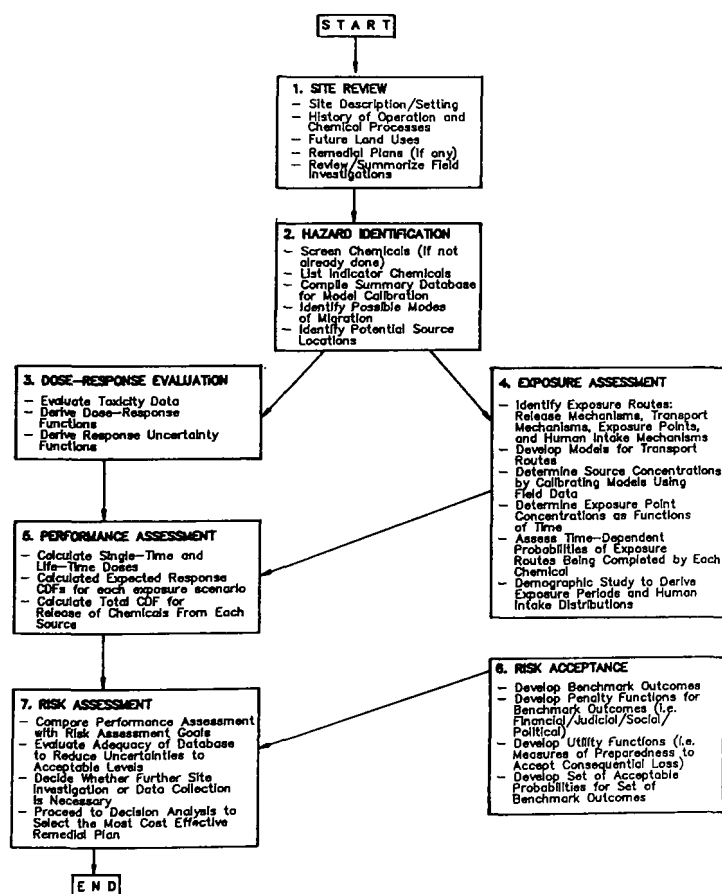 START
1. SITE REVIEW
– Site Description/Setting
– History of Operation and
Chemical Processes
– Future Land Uses
– Remedial Plans (if any)
– Review/Summarize Field
Investigations
2. HAZARD IDENTIFICATION
– Screen Chemicals (if not
already done)
– List Indicator Chemicals
– Compile Summary Database
for Model Calibration
– Identify Possible Modes
of Migration
– Identify Potential Source
Locations
3. DOSE–RESPONSE EVALUATION
– Evaluate Toxicity Data
– Derive Dose–Response
Functions
– Derive Response Uncertainty
Functions
4. EXPOSURE ASSESSMENT
– Identify Exposure Routes:
Release Mechanisms, Transport
Mechanisms, Exposure Points,
and Human Intake Mechanisms
– Develop Models for Transport
Routes
– Determine Source Concentrations
by Calibrating Models Using
Field Data
– Determine Exposure Point
Concentrations as Functions
of Time
– Assess Time–Dependent
Probabilities of Exposure
Routes Being Completed by Each
Chemical
– Demographic Study to Derive
Exposure Periods and Human
Intake Distributions
5. PERFORMANCE ASSESSMENT
– Calculate Single–Time and
Life–Time Doses
– Calculated Expected Response
CDFs for each exposure scenario
– Calculate Total CDF for
Release of Chemicals From Each
Source
6. RISK ACCEPTANCE
– Develop Benchmark Outcomes
– Develop Penalty Functions for
Benchmark Outcomes (i.e.
Financial/Judicial/Social/
Political)
– Develop Utility Functions (i.e.
Measures of Preparedness to
Accept Consequential Loss)
– Develop Set of Acceptable
Probabilities for Set of
Benchmark Outcomes
7. RISK ASSESSMENT
– Compare Performance Assessment
with Risk Assessment Goals
– Evaluate Adequacy of Database
to Reduce Uncertainties to
Acceptable Levels
– Decide Whether Further Site
Investigation or Data Collection
is Necessary
– Proceed to Decision Analysis to
Select the Most Cost Effective
Remedial Plan
END